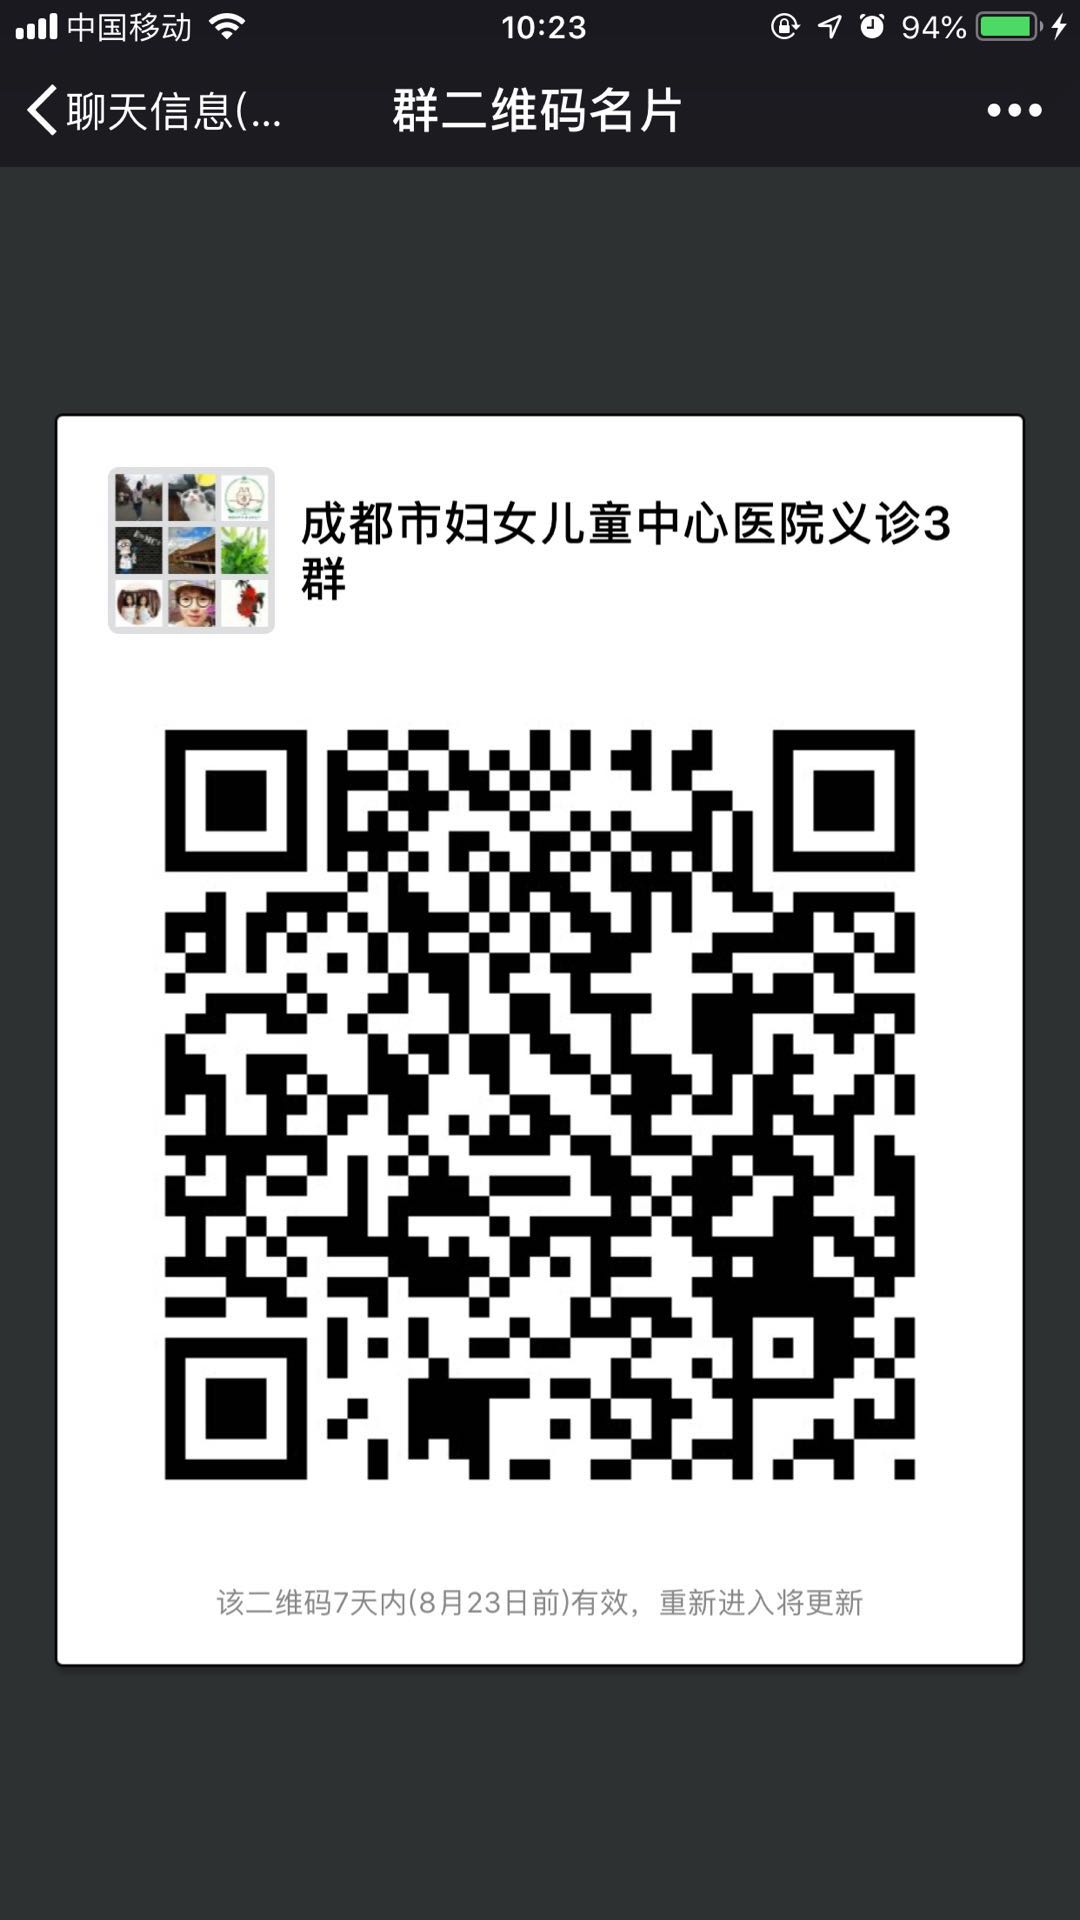 中国移动
10:23
94%
聊天信息(...
群二维码名片
成都市妇女儿童中心医院义诊3
群
该二维码7天内(8月23日前)有效，重新进入将更新